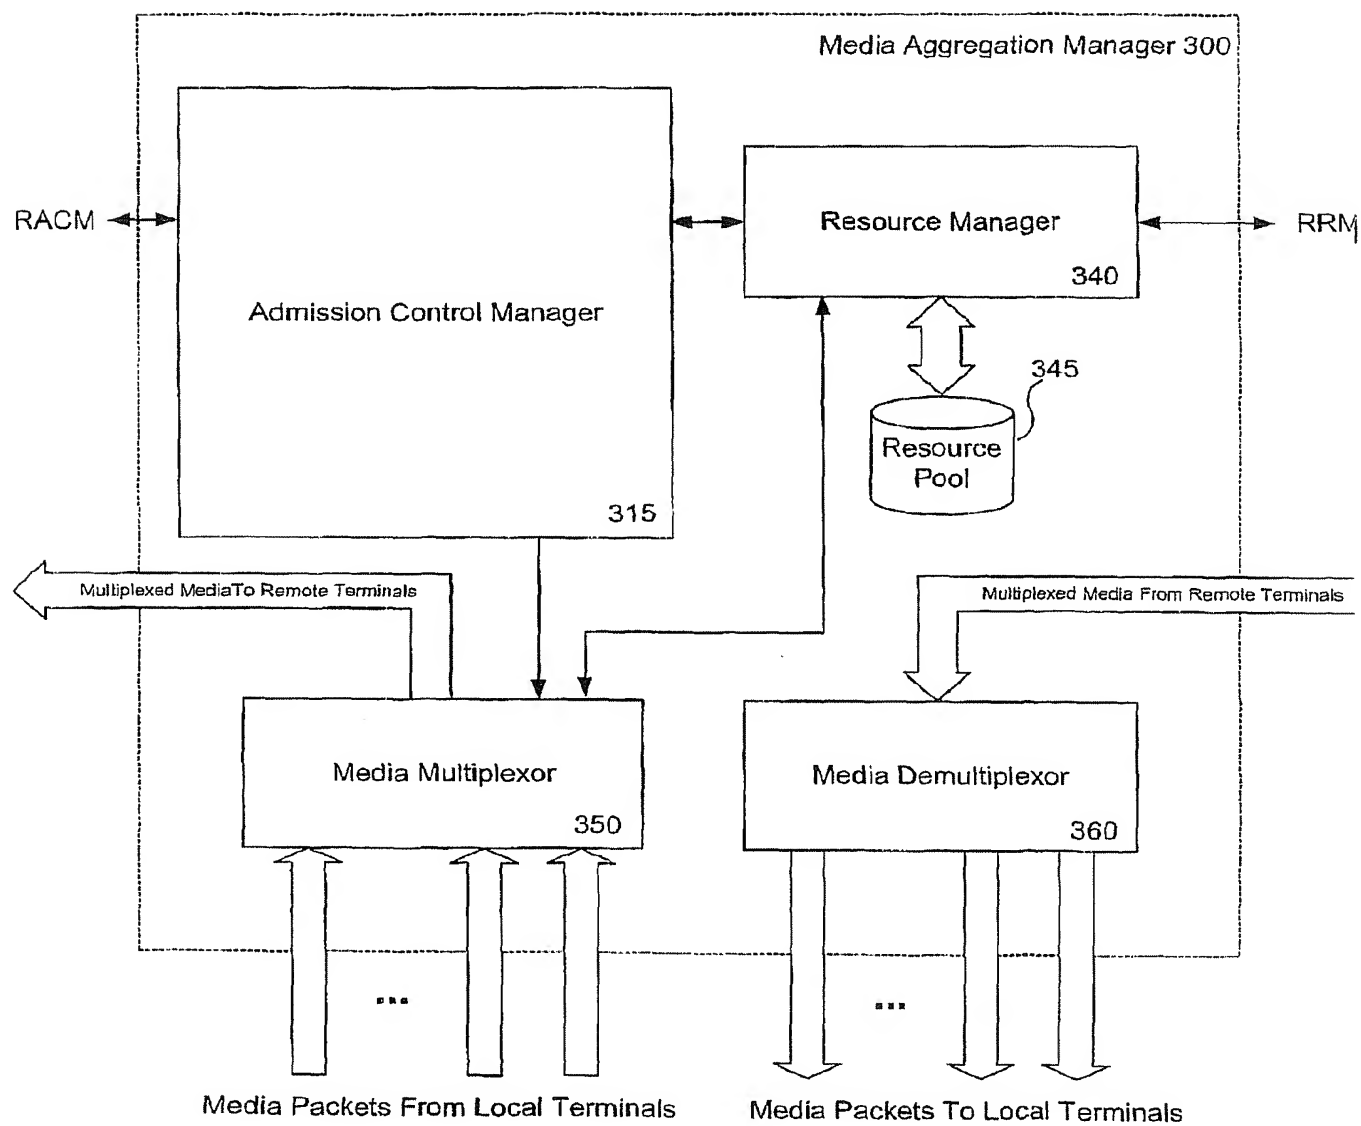 Media Aggregation Manager 300
RACM
Admission Control Manager
315
Resource Manager
340
RRM
345
Resource
Pool
Multiplexed MediaTo Remote Terminals
Multiplexed Media From Remote Terminals
Media Multiplexor
350
Media Demultiplexor
360
...
...
Media Packets From Local Terminals
Media Packets To Local Terminals